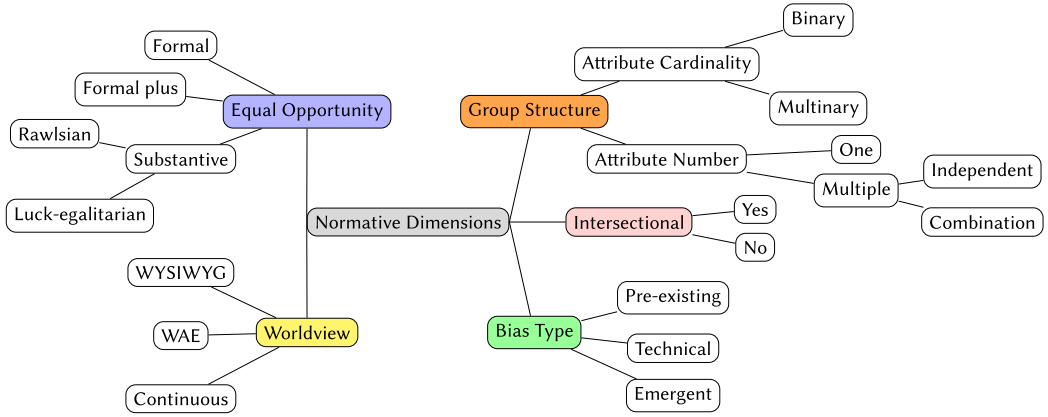 Normative Dimensions
Equal Opportunity
Formal
Formal plus
Substantive
Rawlsian
Luck-egalitarian
Worldview
WYSIWYG
WAE
Continuous
Group Structure
Attribute Cardinality
Binary
Multinary
Attribute Number
One
Multiple
Independent
Combination
Intersectional
Yes
No
Bias Type
Pre-existing
Technical
Emergent